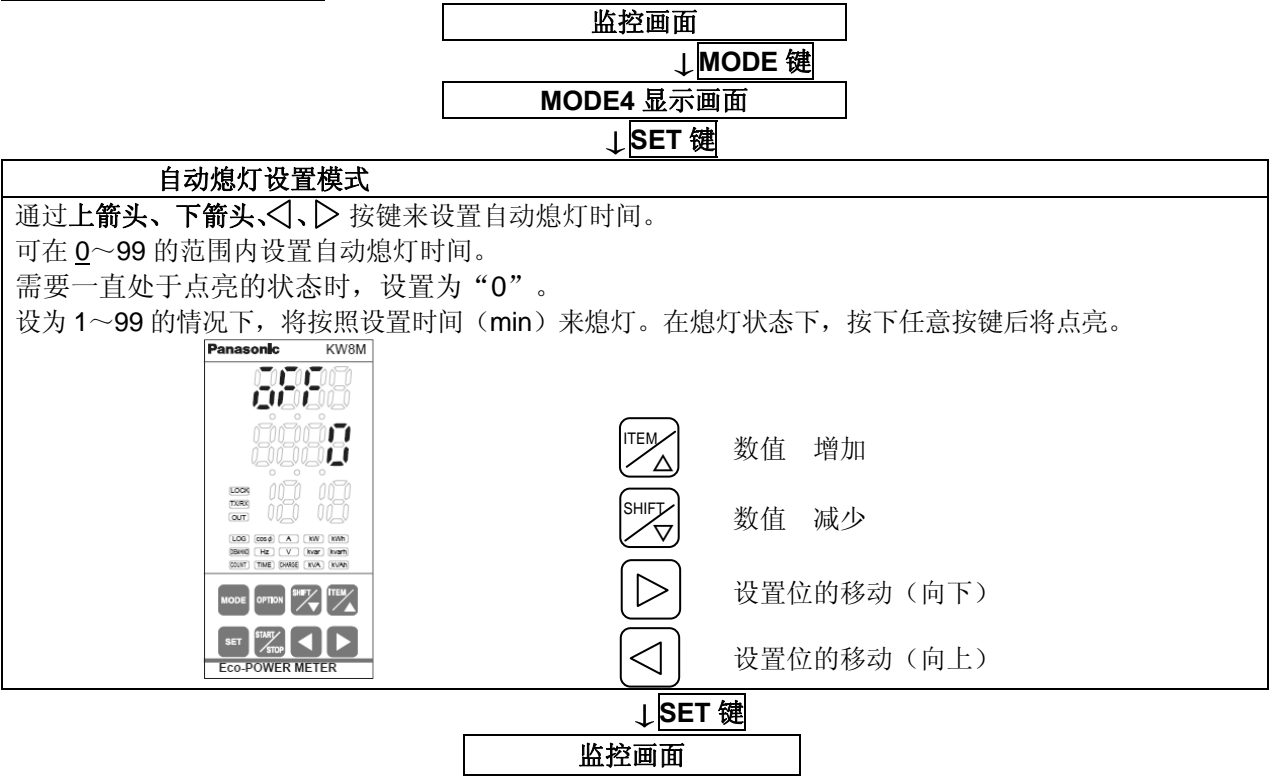 监控画面
↓MODE 键
MODE4 显示画面
↓SET 键
自动熄灯设置模式
通过上箭头、下箭头、◁、▷ 按键来设置自动熄灯时间。
可在 0～99 的范围内设置自动熄灯时间。
需要一直处于点亮的状态时，设置为“0”。
设为 1～99 的情况下，将按照设置时间（min）来熄灯。在熄灯状态下，按下任意按键后将点亮。
Panasonic KW8M
oFF
0
LOCK
TX/RX
OUT
LOG cosφ A kW kWh
DEMAND Hz V kvar kvarh
COUNT TIME CHARGE kVA kVAh
MODE OPTION SHIFT/▼ ITEM/▲
SET START/STOP ◀ ▶
Eco-POWER METER
ITEM△ 数值 增加
SHIFT▽ 数值 减少
▷ 设置位的移动（向下）
◁ 设置位的移动（向上）
↓SET 键
监控画面